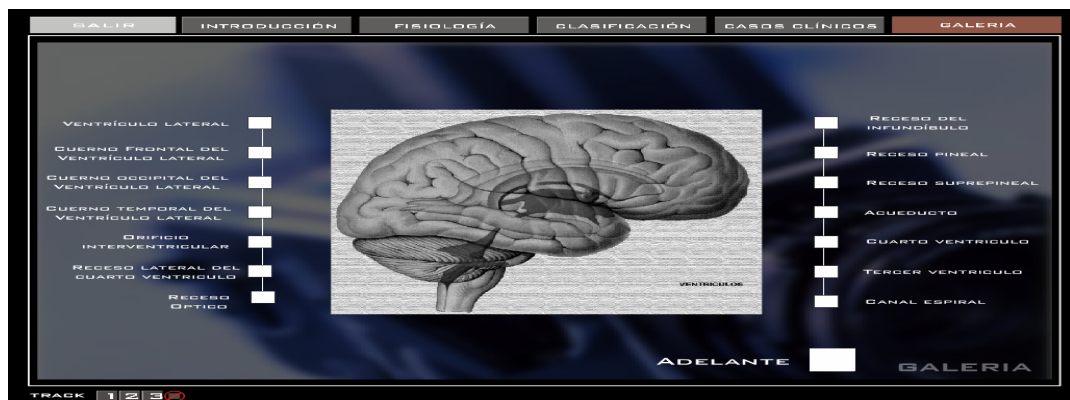 SALIR
INTRODUCCIÓN
FISIOLOGÍA
CLASIFICACIÓN
CASOS CLÍNICOS
GALERIA
VENTRÍCULO LATERAL
CUERNO FRONTAL DEL
VENTRÍCULO LATERAL
CUERNO OCCIPITAL DEL
VENTRÍCULO LATERAL
CUERNO TEMPORAL DEL
VENTRÍCULO LATERAL
ORIFICIO
INTERVENTRICULAR
RECESO LATERAL DEL
CUARTO VENTRICULO
RECESO
OPTICO
VENTRICULOS
RECESO DEL
INFUNDÍBULO
RECESO PINEAL
RECESO SUPREPINEAL
ACUEDUCTO
CUARTO VENTRICULO
TERCER VENTRICULO
CANAL ESPIRAL
ADELANTE
GALERIA
TRACK 1 2 3